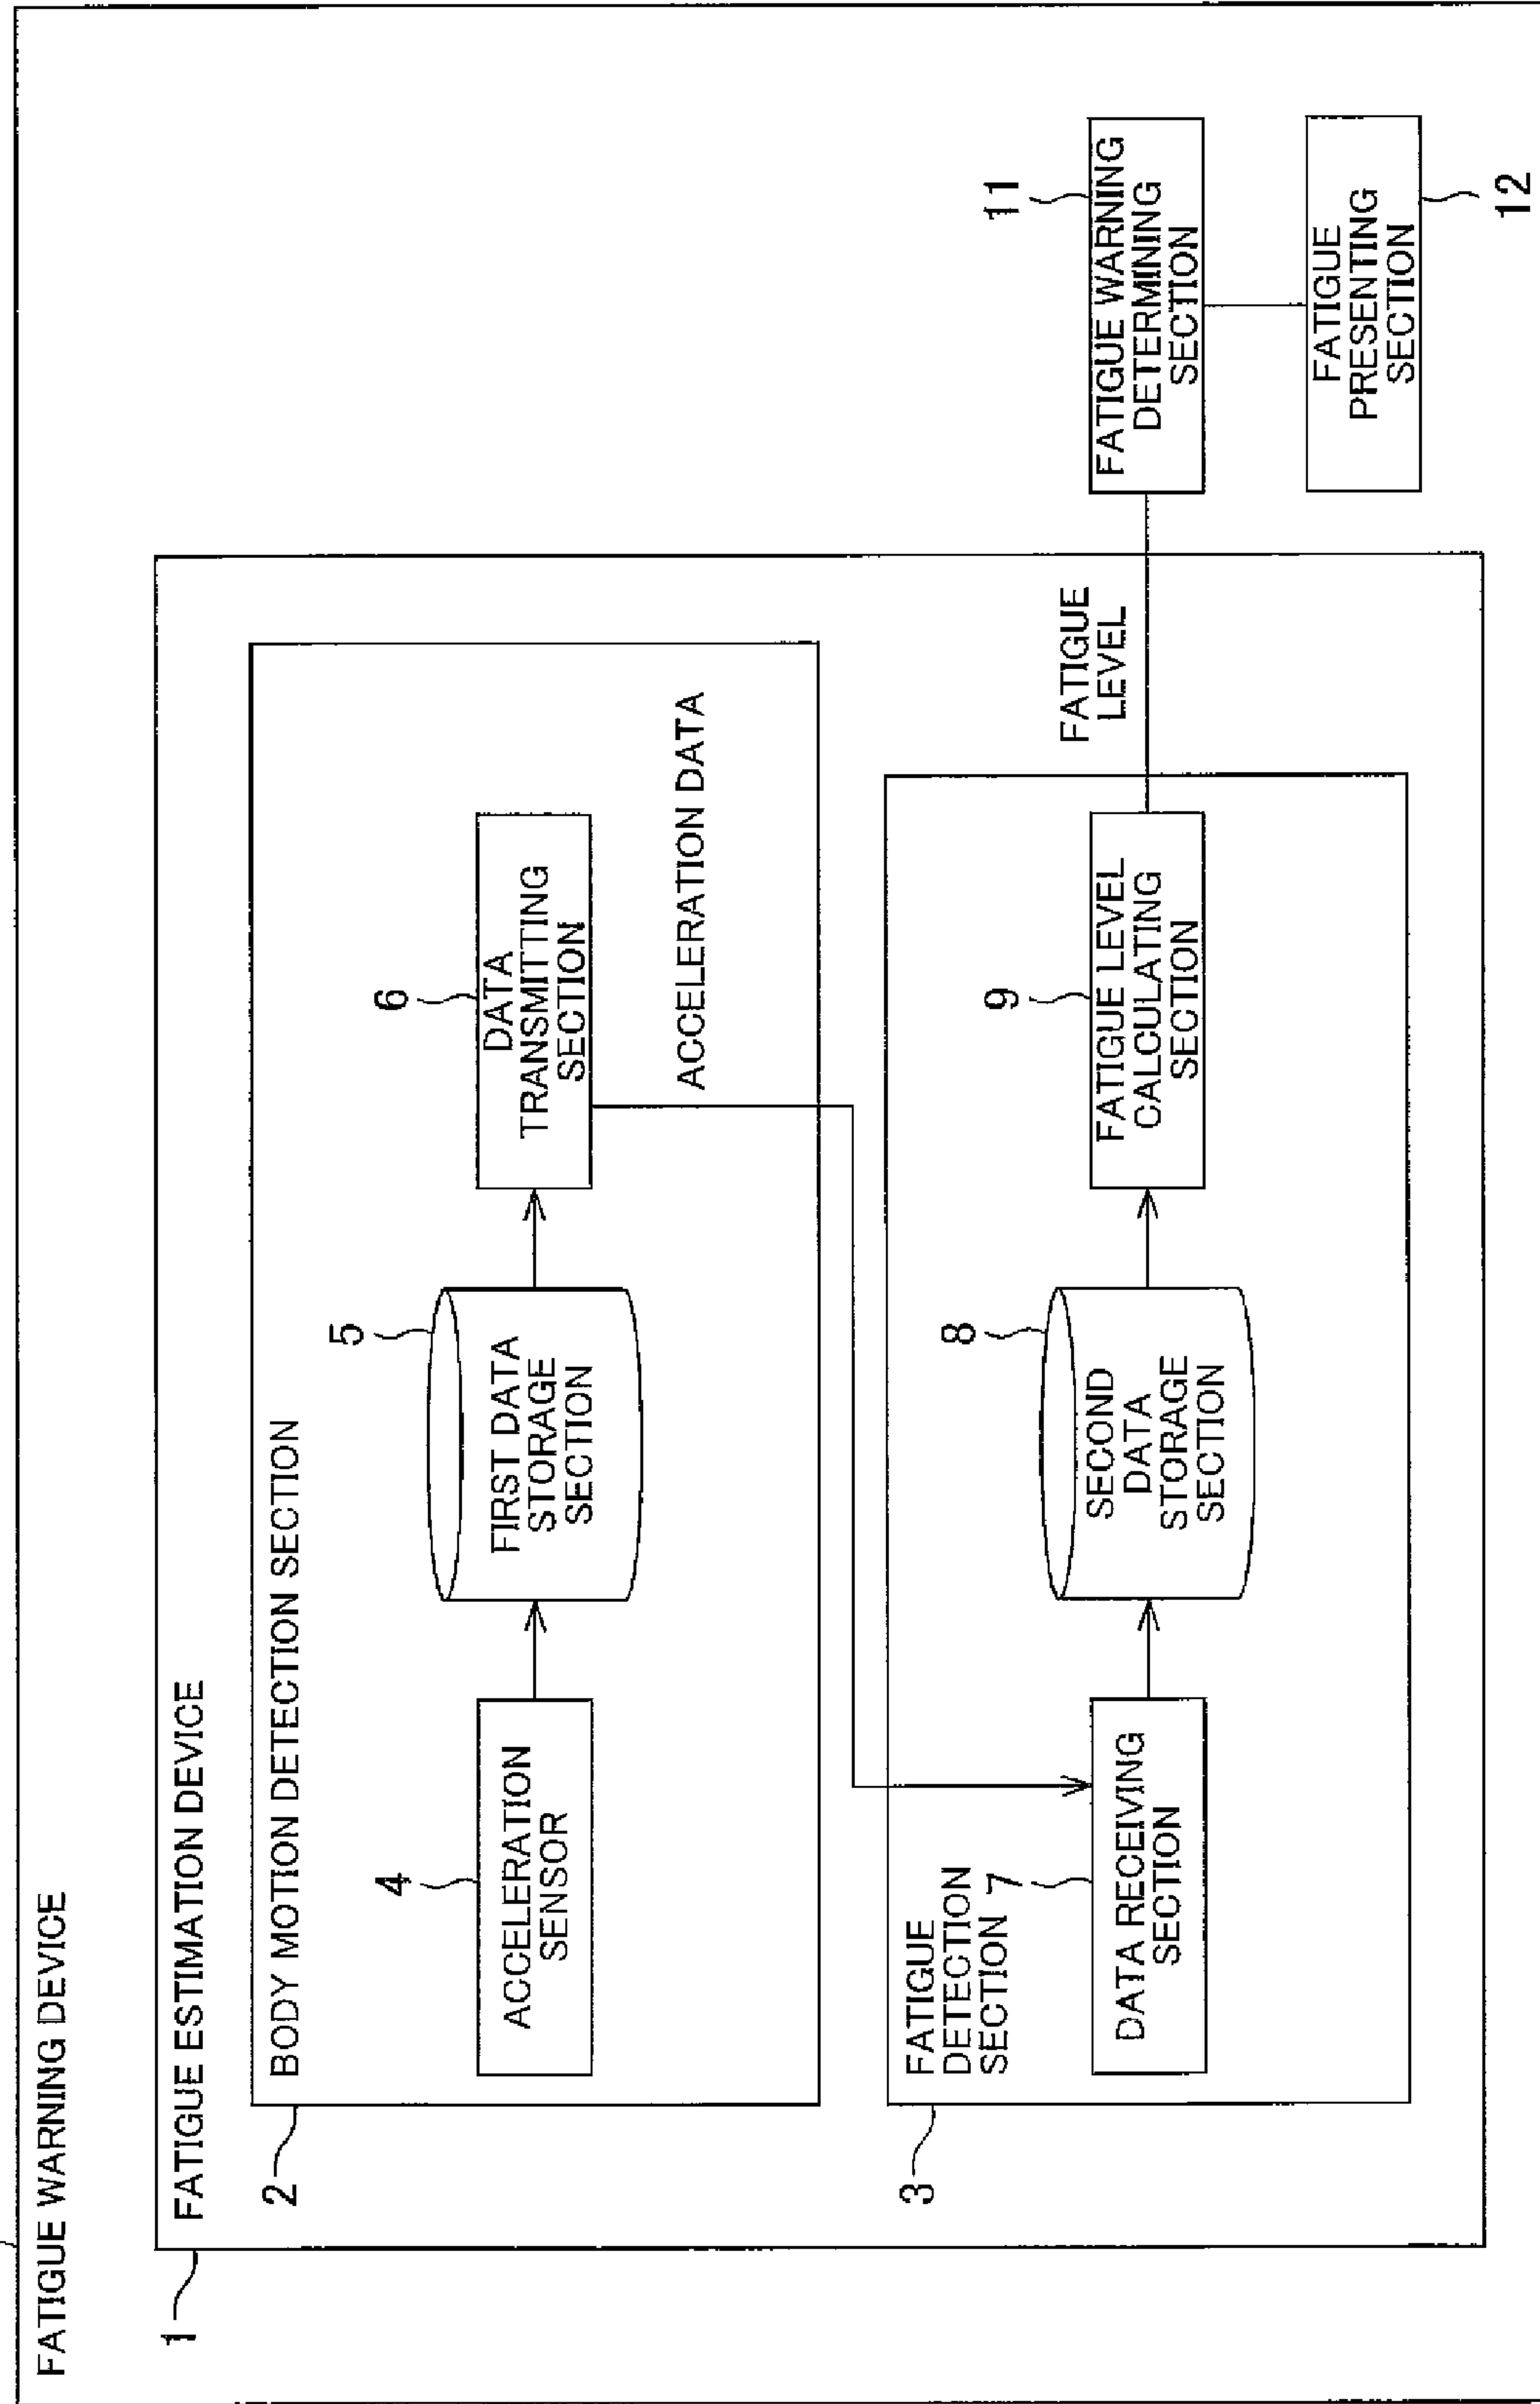 FATIGUE WARNING DEVICE
1
FATIGUE ESTIMATION DEVICE
2
BODY MOTION DETECTION SECTION
4
ACCELERATION
SENSOR
5
FIRST DATA
STORAGE
SECTION
6
DATA
TRANSMITTING
SECTION
ACCELERATION DATA
3
FATIGUE
DETECTION
SECTION
7
DATA RECEIVING
SECTION
8
SECOND
DATA
STORAGE
SECTION
9
FATIGUE LEVEL
CALCULATING
SECTION
FATIGUE
LEVEL
11
FATIGUE WARNING
DETERMINING
SECTION
FATIGUE
PRESENTING
SECTION
12